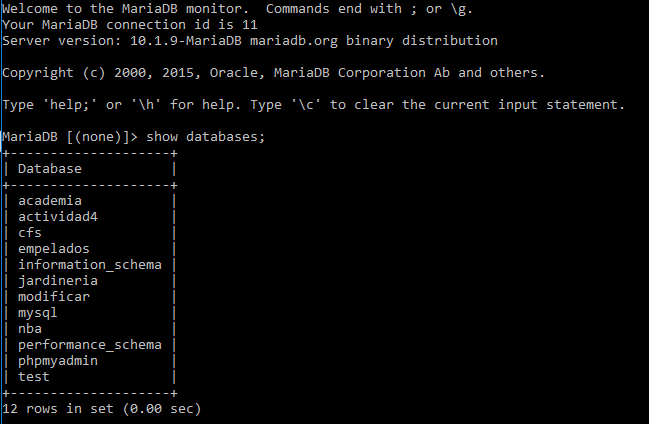 Welcome to the MariaDB monitor.  Commands end with ; or \g.
Your MariaDB connection id is 11
Server version: 10.1.9-MariaDB mariadb.org binary distribution

Copyright (c) 2000, 2015, Oracle, MariaDB Corporation Ab and others.

Type 'help;' or '\h' for help. Type '\c' to clear the current input statement.

MariaDB [(none)]> show databases;
+--------------------+
| Database           |
+--------------------+
| academia           |
| actividad4         |
| cfs                |
| empelados          |
| information_schema |
| jardineria         |
| modificar          |
| mysql              |
| nba                |
| performance_schema |
| phpmyadmin         |
| test               |
+--------------------+
12 rows in set (0.00 sec)